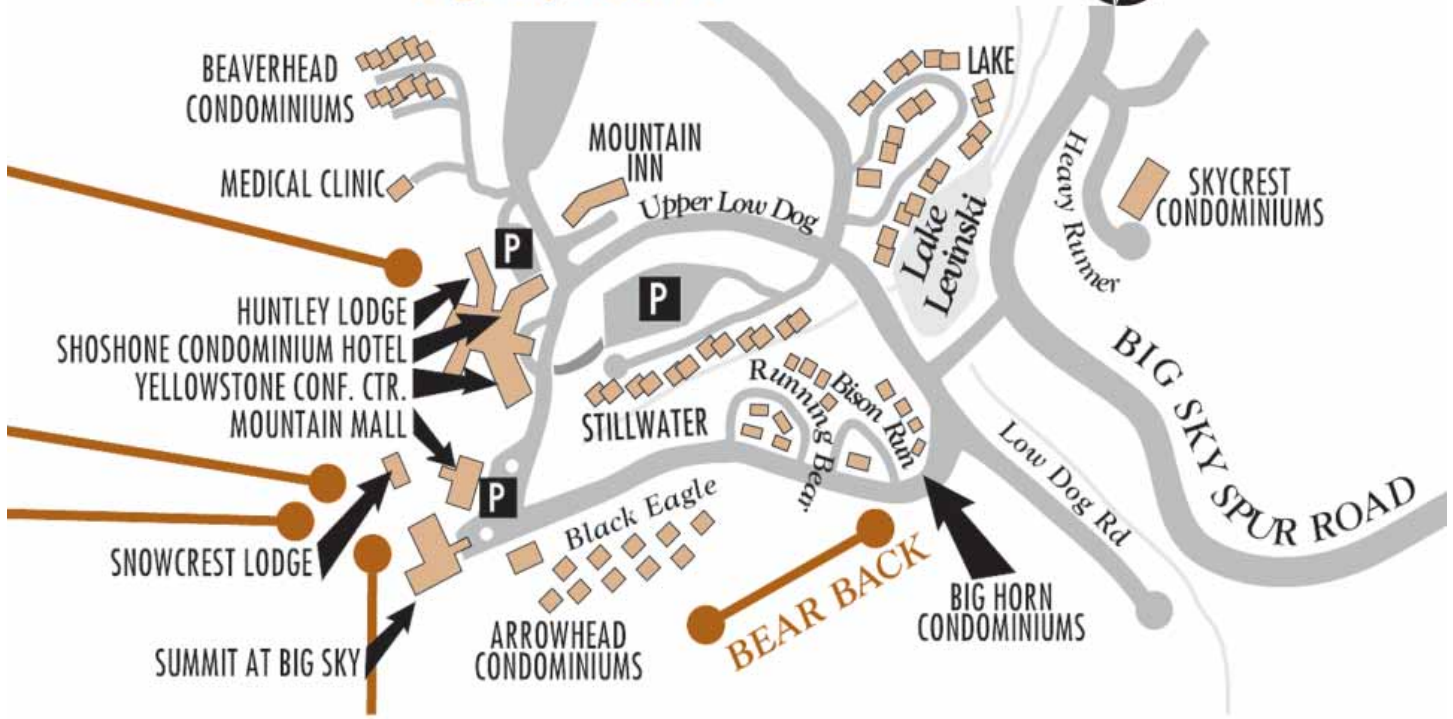 BEAVERHEAD
CONDOMINIUMS
LAKE
MOUNTAIN
INN
MEDICAL CLINIC
Upper Low Dog
Heavy Runner
SKYCREST
CONDOMINIUMS
P
Lake
Levinski
P
HUNTLEY LODGE
SHOSHONE CONDOMINIUM HOTEL
YELLOWSTONE CONF. CTR.
MOUNTAIN MALL
BIG SKY SPUR ROAD
Running Bear
Bison Run
STILLWATER
Low Dog Rd
P
Black Eagle
SNOWCREST LODGE
BEAR BACK
BIG HORN
CONDOMINIUMS
ARROWHEAD
CONDOMINIUMS
SUMMIT AT BIG SKY